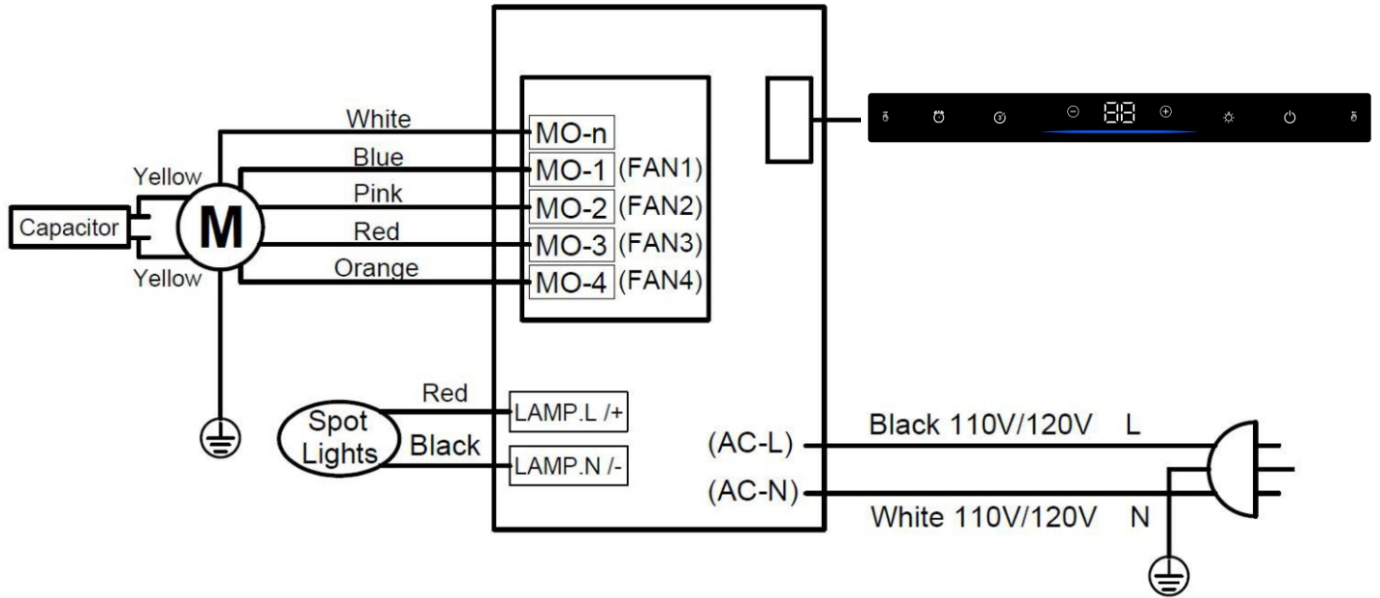 White
MO-n
Blue
MO-1 (FAN1)
Yellow
Pink
MO-2 (FAN2)
Capacitor
M
Red
MO-3 (FAN3)
Yellow
Orange
MO-4 (FAN4)
88
Red
LAMP.L /+
Spot
Lights
Black
LAMP.N /-
(AC-L)
Black 110V/120V L
(AC-N)
White 110V/120V N